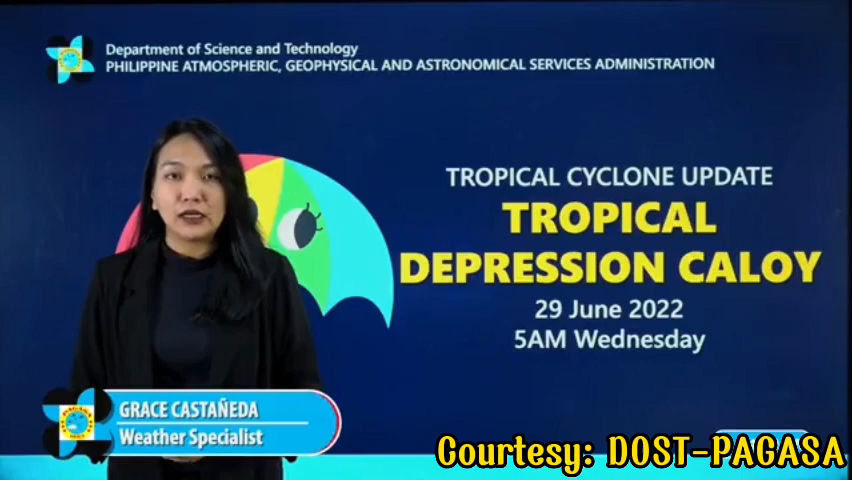 Department of Science and Technology
PHILIPPINE ATMOSPHERIC, GEOPHYSICAL AND ASTRONOMICAL SERVICES ADMINISTRATION
TROPICAL CYCLONE UPDATE
TROPICAL
DEPRESSION CALOY
29 June 2022
5AM Wednesday
GRACE CASTAÑEDA
Weather Specialist
Courtesy: DOST-PAGASA